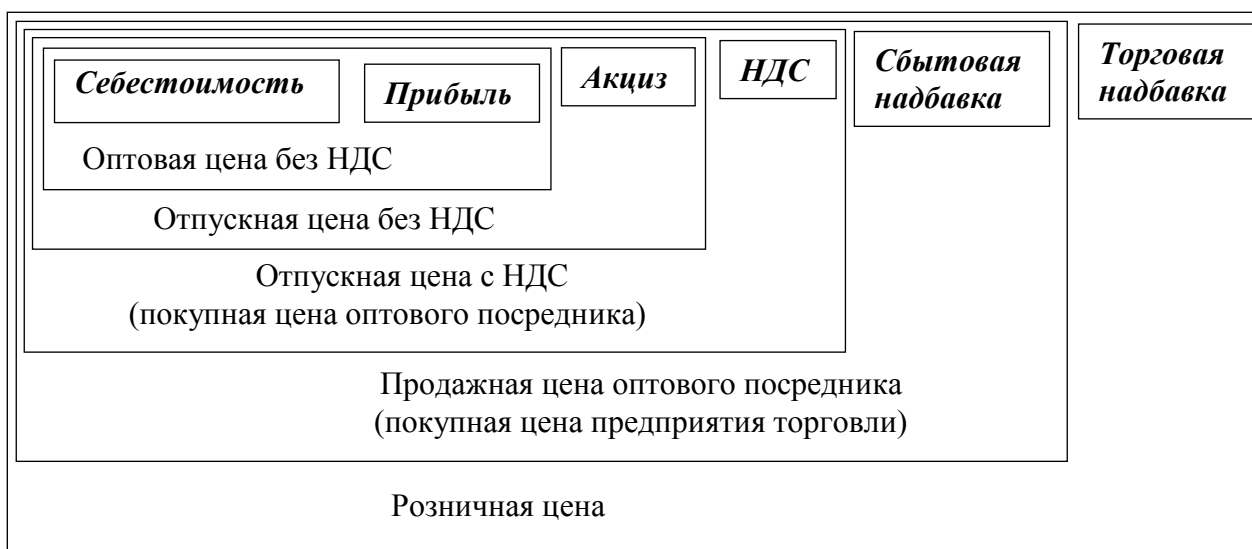 Себестоимость
Прибыль
Акциз
НДС
Сбытовая
надбавка
Торговая
надбавка
Оптовая цена без НДС
Отпускная цена без НДС
Отпускная цена с НДС
(покупная цена оптового посредника)
Продажная цена оптового посредника
(покупная цена предприятия торговли)
Розничная цена